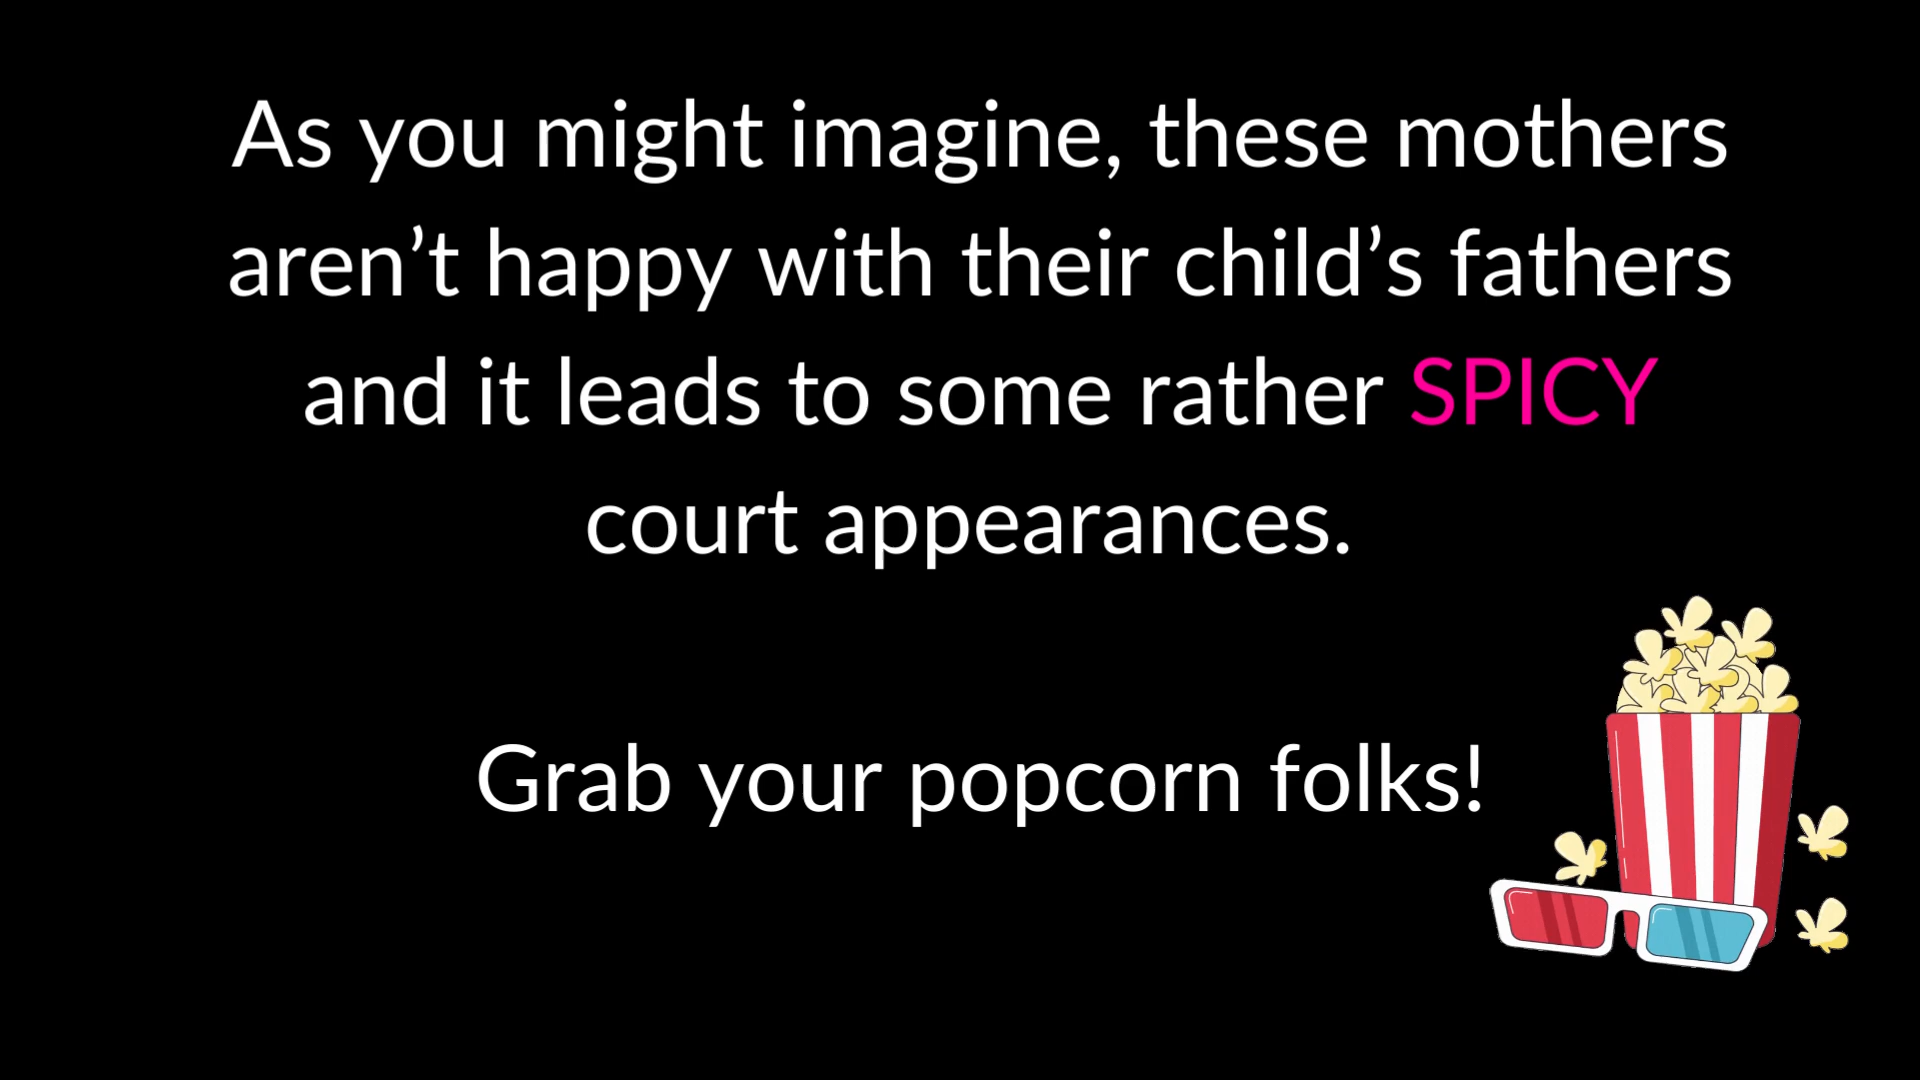 As you might imagine, these mothers
aren’t happy with their child’s fathers
and it leads to some rather SPICY
court appearances.
Grab your popcorn folks!